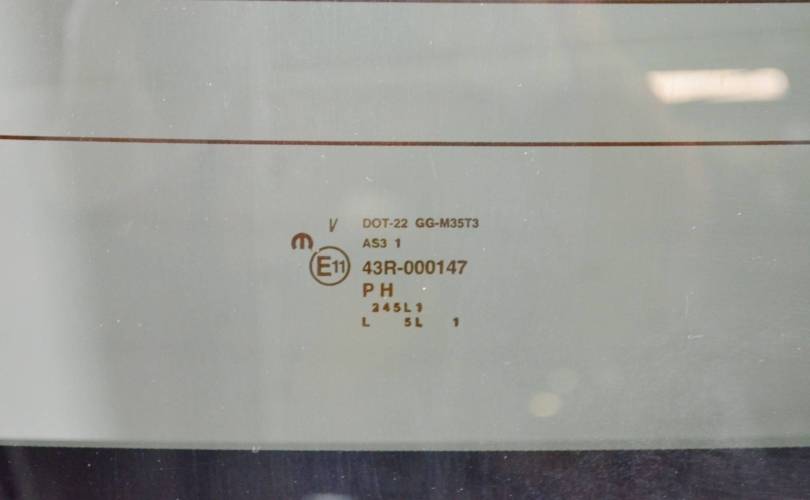 V DOT-22 GG-M35T3
AS3 1
E11 43R-000147
P H
245L1
L 5L 1